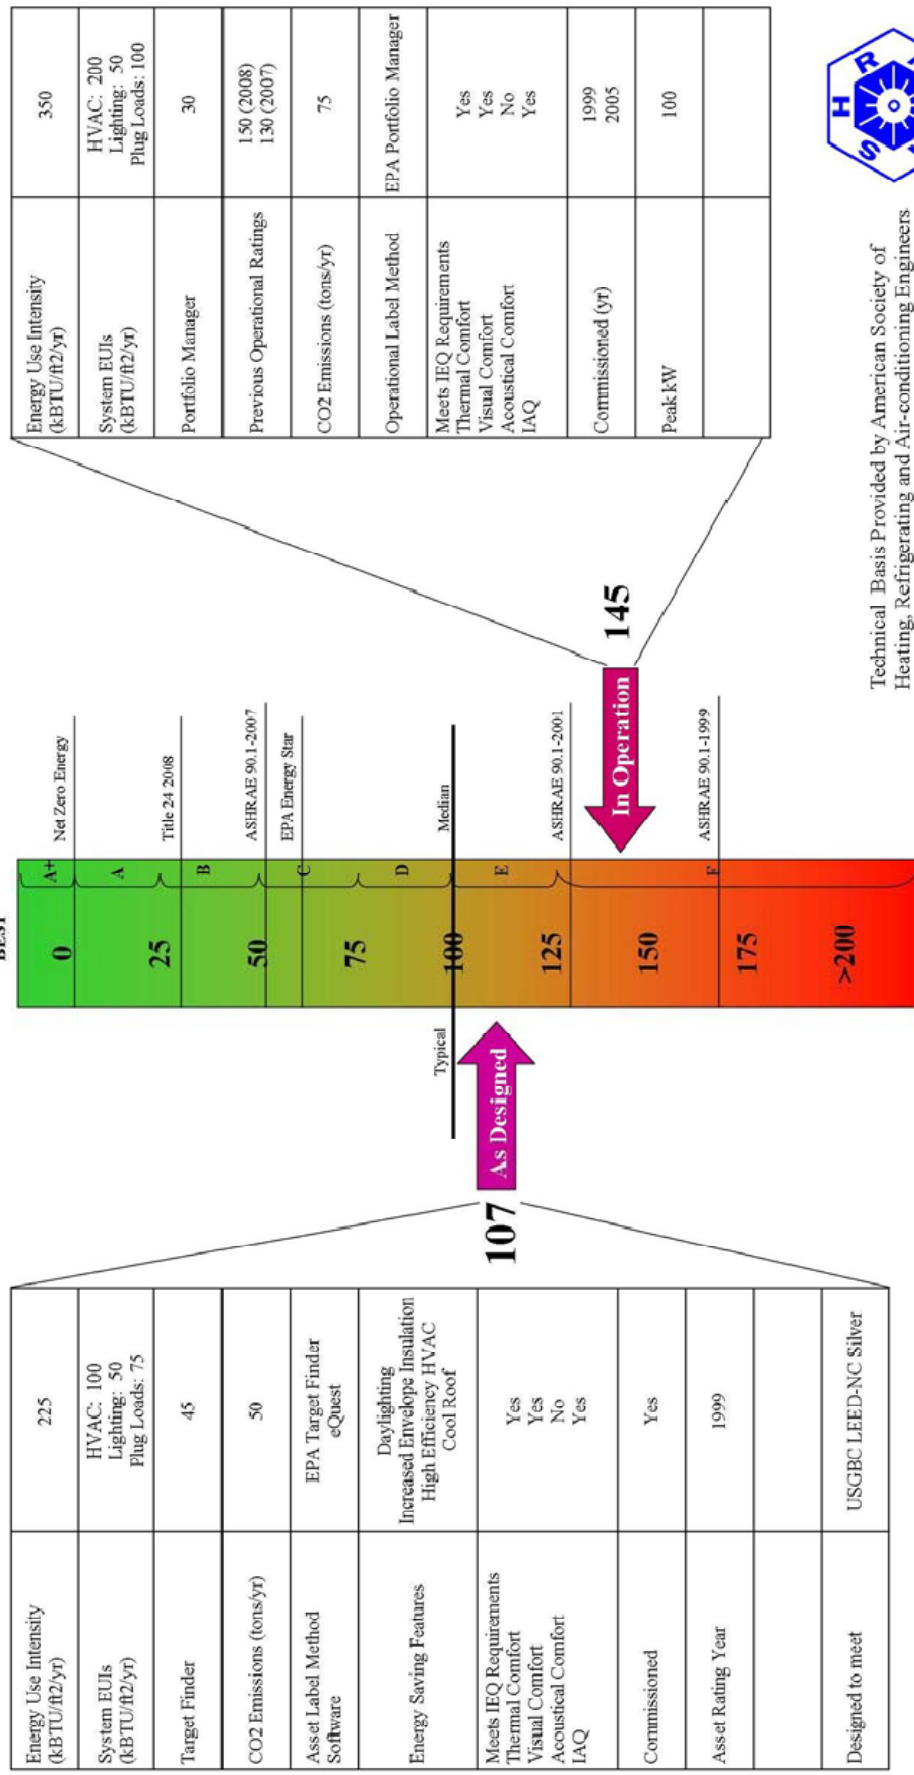 BEST
Energy Use Intensity
(kBTU/ft2/yr)
225
System EUIs
(kBTU/ft2/yr)
HVAC: 100
Lighting: 50
Plug Loads: 75
Target Finder
45
CO2 Emissions (tons/yr)
50
Asset Label Method
Software
EPA Target Finder
eQuest
Energy Saving Features
Daylighting
Increased Envelope Insulation
High Efficiency HVAC
Cool Roof
Meets IEQ Requirements
Thermal Comfort
Visual Comfort
Acoustical Comfort
IAQ
Yes
Yes
No
Yes
Commissioned
Yes
Asset Rating Year
1999
Designed to meet
USGBC LEED-NC Silver
107
As Designed
Typical
0
25
50
75
100
125
150
175
>200
A+
A
B
C
D
E
F
Net Zero Energy
Title 24 2008
ASHRAE 90.1-2007
EPA Energy Star
Median
ASHRAE 90.1-2001
ASHRAE 90.1-1999
In Operation
145
Energy Use Intensity
(kBTU/ft2/yr)
350
System EUIs
(kBTU/ft2/yr)
HVAC: 200
Lighting: 50
Plug Loads: 100
Portfolio Manager
30
Previous Operational Ratings
150 (2008)
130 (2007)
CO2 Emissions (tons/yr)
75
Operational Label Method
EPA Portfolio Manager
Meets IEQ Requirements
Thermal Comfort
Visual Comfort
Acoustical Comfort
IAQ
Yes
Yes
No
Yes
Commissioned (yr)
1999
2005
Peak kW
100
Technical Basis Provided by American Society of
Heating, Refrigerating and Air-conditioning Engineers
S H R